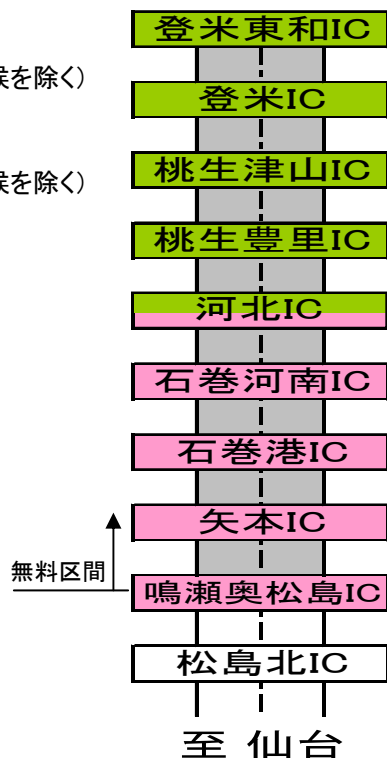 登米東和IC
候を除く)
登米IC
桃生津山IC
候を除く)
桃生豊里IC
河北IC
石巻河南IC
石巻港IC
矢本IC
無料区間
鳴瀬奥松島IC
松島北IC
至 仙台